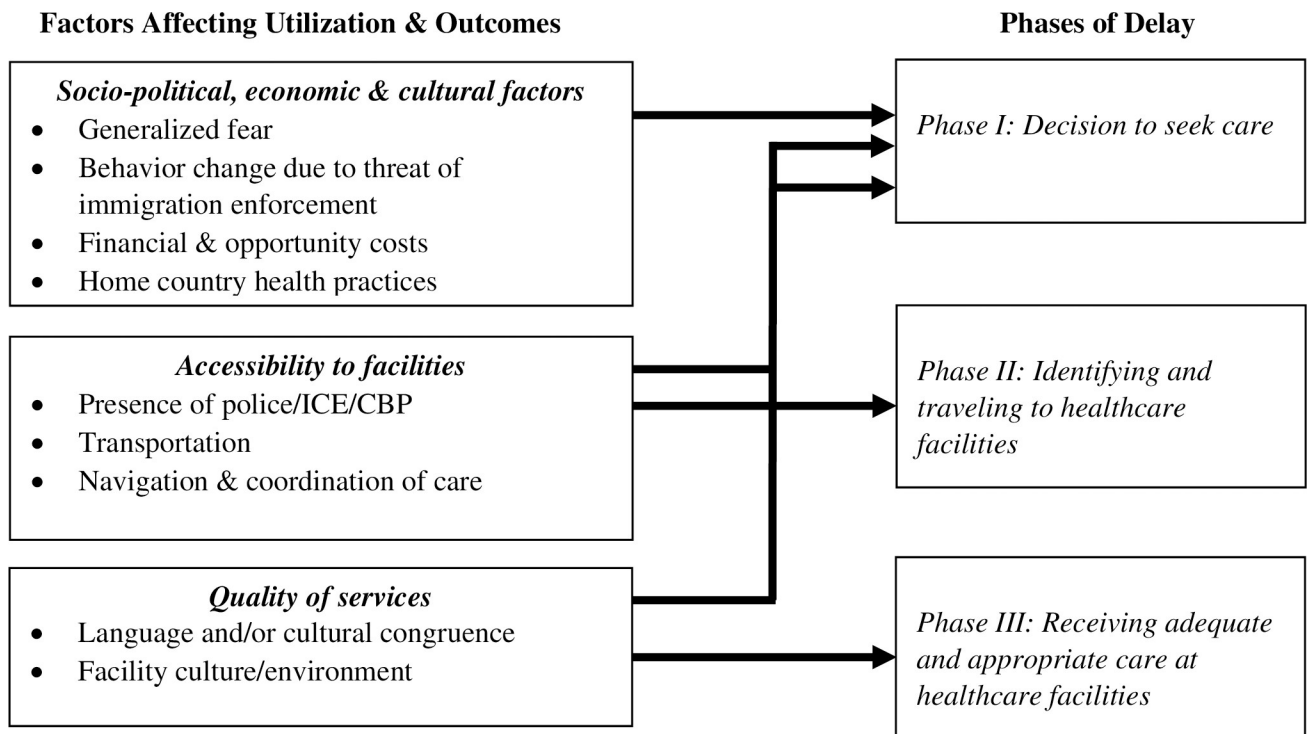 Factors Affecting Utilization & Outcomes
Phases of Delay
Socio-political, economic & cultural factors
• Generalized fear
• Behavior change due to threat of
immigration enforcement
• Financial & opportunity costs
• Home country health practices
Accessibility to facilities
• Presence of police/ICE/CBP
• Transportation
• Navigation & coordination of care
Quality of services
• Language and/or cultural congruence
• Facility culture/environment
Phase I: Decision to seek care
Phase II: Identifying and
traveling to healthcare
facilities
Phase III: Receiving adequate
and appropriate care at
healthcare facilities